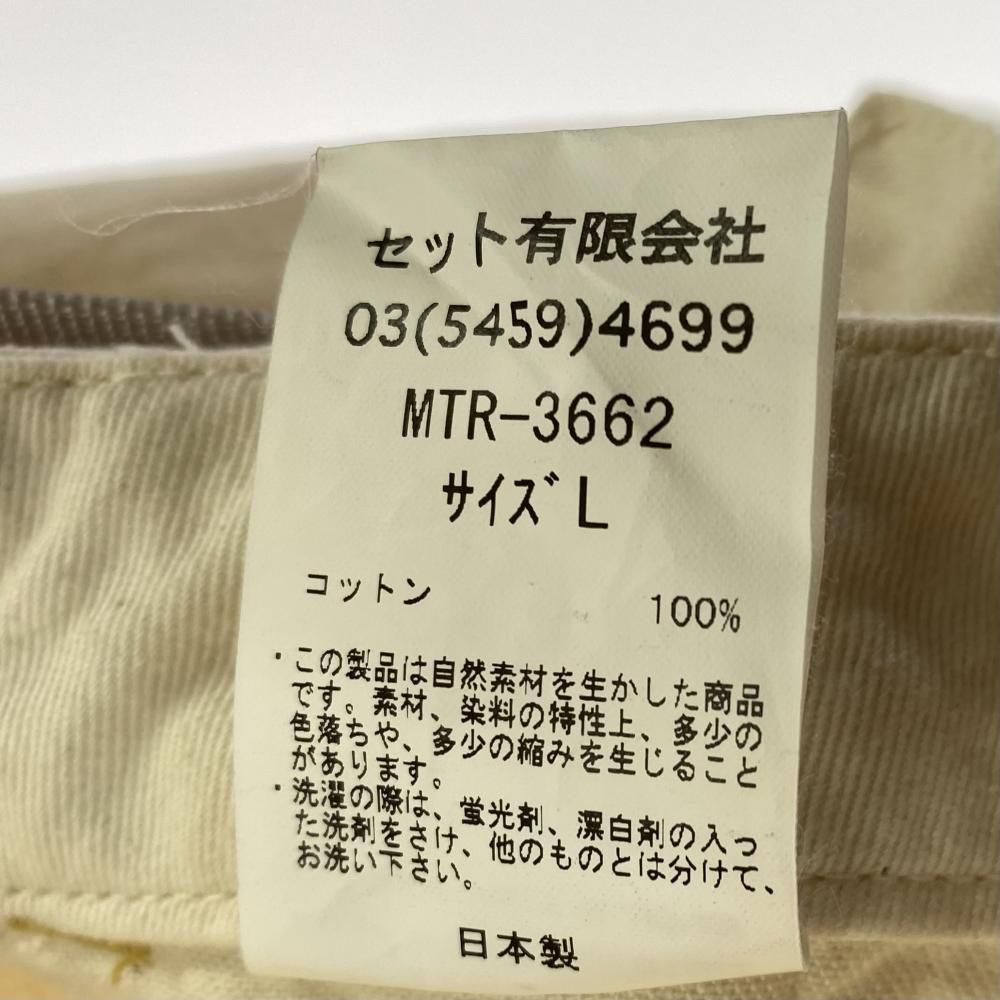 セット有限会社
03(5459)4699
MTR-3662
サイズ L
コットン 100%
・この製品は自然素材を生かした商品
です。素材、染料の特性上、多少の
色落ちや、多少の縮みを生じること
があります。
・洗濯の際は、蛍光剤、漂白剤の入っ
た洗剤をさけ、他のものとは分けて、
お洗い下さい。
日本製